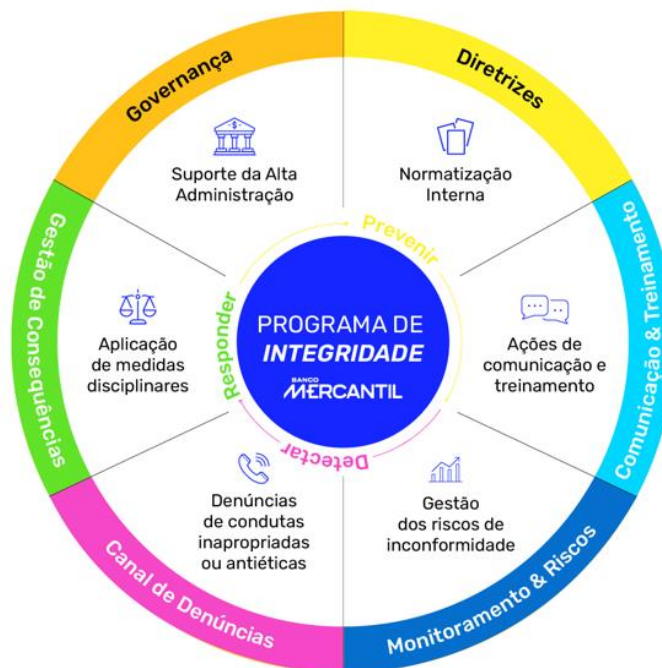 Governança
Diretrizes
Comunicação & Treinamento
Monitoramento & Riscos
Canal de Denúncias
Gestão de Consequências
$
Suporte da Alta
Administração
Normatização
Interna
Ações de
comunicação e
treinamento
Gestão
dos riscos de
inconformidade
Denúncias
de condutas
inapropriadas
ou antiéticas
Aplicação
de medidas
disciplinares
Prevenir
Detectar
Responder
PROGRAMA DE
INTEGRIDADE
BANCO
MERCANTIL